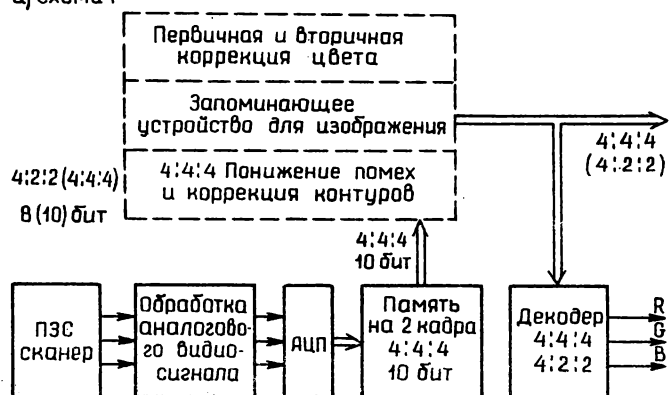 а) Схема 1
Первичная и вторичная
коррекция цвета
Запоминающее
устройство для изображения
4:4:4 Понижение помех
и коррекция контуров
4:2:2(4:4:4)
8(10) бит
4:4:4
(4:2:2)
4:4:4
10 бит
ПЗС
сканер
Обработка
аналогово-
го видио-
сигнала
АЦП
Память
на 2 кадра
4:4:4
10 бит
Декодер
4:4:4
4:2:2
R
G
B